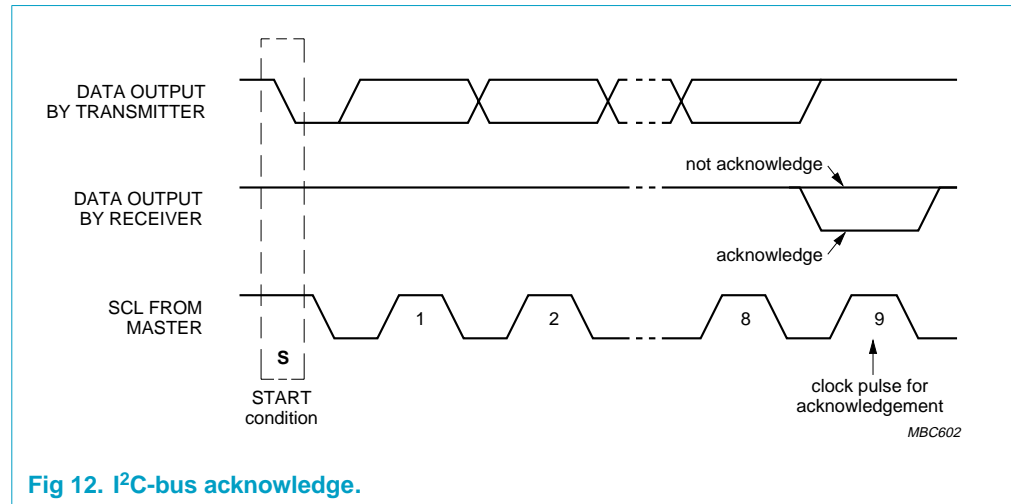 DATA OUTPUT
BY TRANSMITTER
not acknowledge
DATA OUTPUT
BY RECEIVER
acknowledge
SCL FROM
MASTER
1
2
8
9
S
START
condition
clock pulse for
acknowledgement
MBC602
Fig 12. I²C-bus acknowledge.